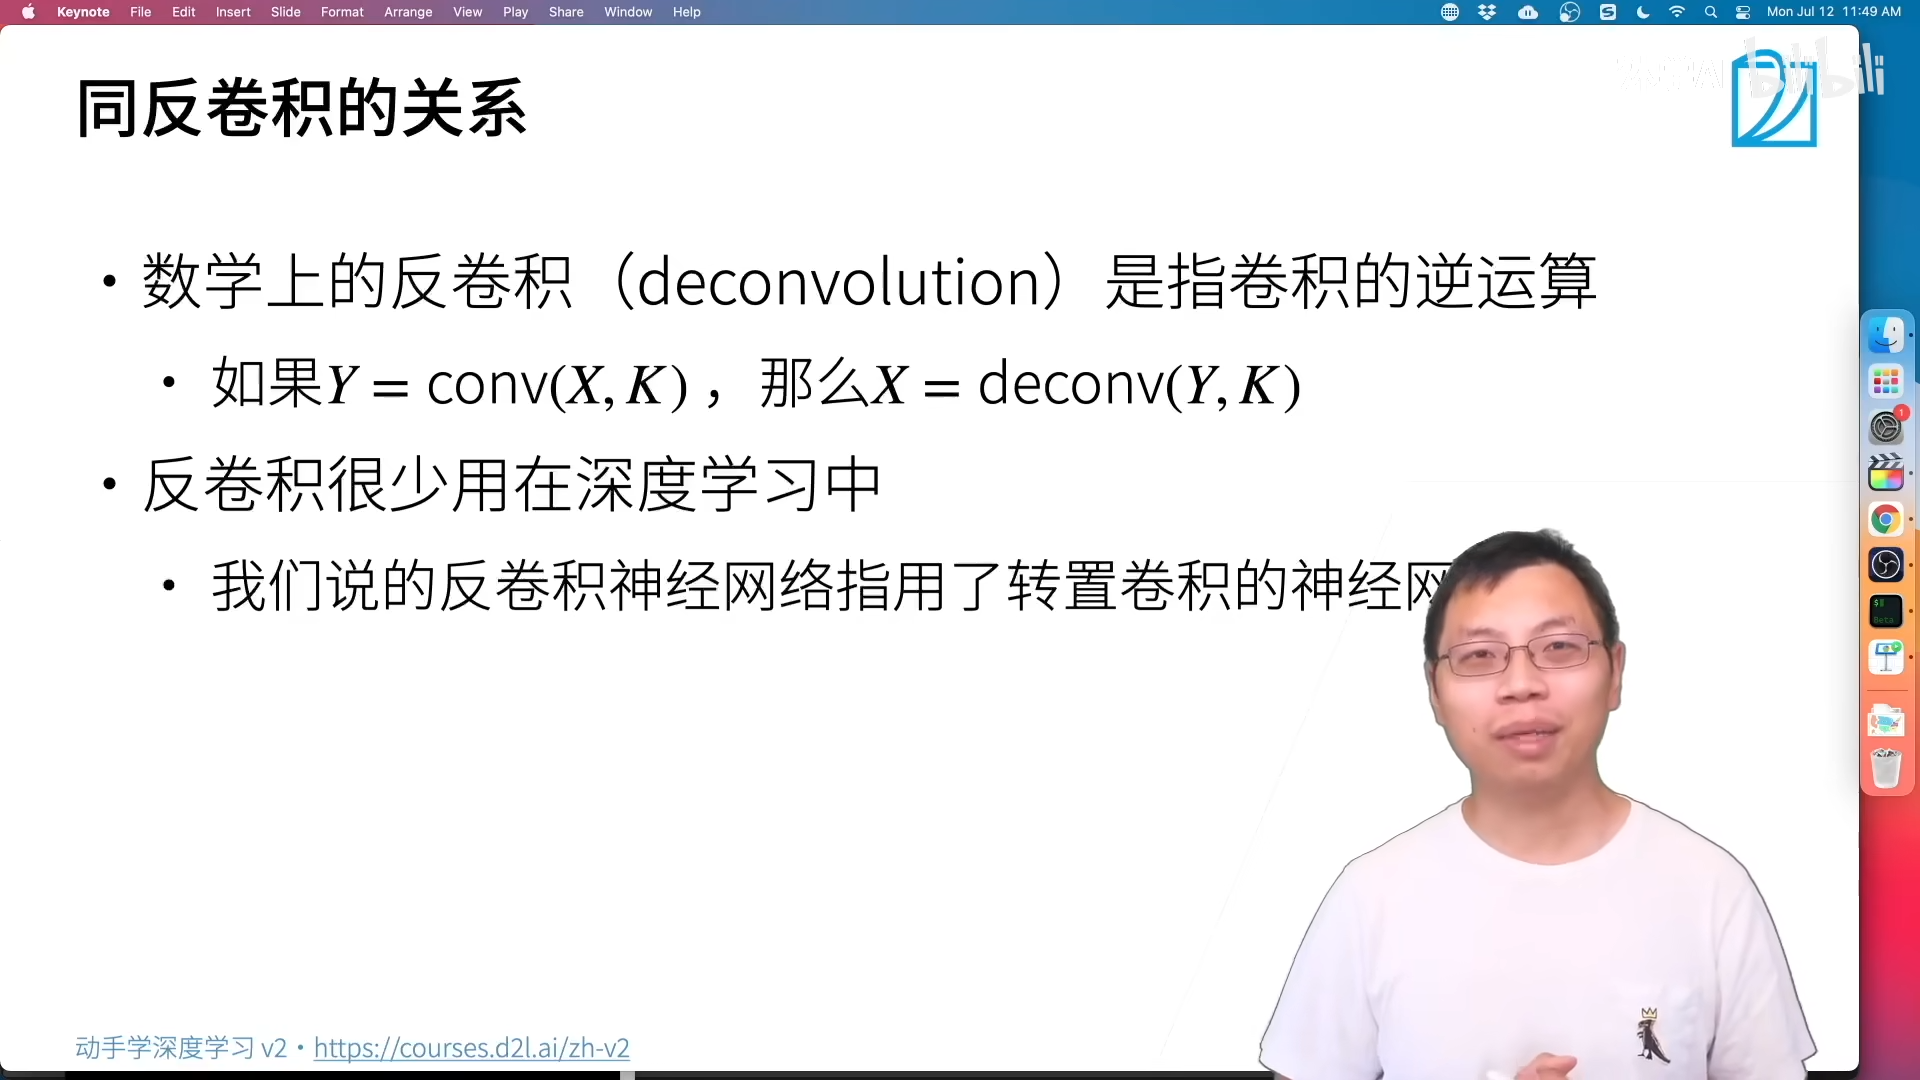 Keynote File Edit Insert Slide Format Arrange View Play Share Window Help Mon Jul 12 11:49 AM
bilibili
同反卷积的关系
• 数学上的反卷积（deconvolution）是指卷积的逆运算
• 如果Y = conv(X, K)，那么X = deconv(Y, K)
• 反卷积很少用在深度学习中
• 我们说的反卷积神经网络指用了转置卷积的神经网
1
$
Beta
动手学深度学习 v2 • https://courses.d2l.ai/zh-v2